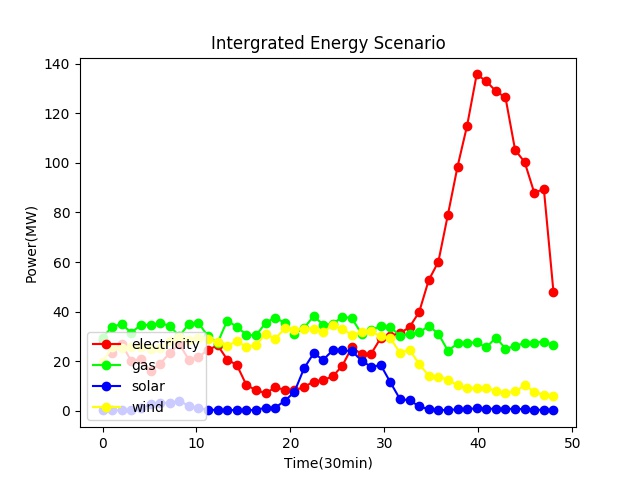 Intergrated Energy Scenario
Power(MW)
140
120
100
80
60
40
20
0
electricity
gas
solar
wind
0 10 20 30 40 50
Time(30min)